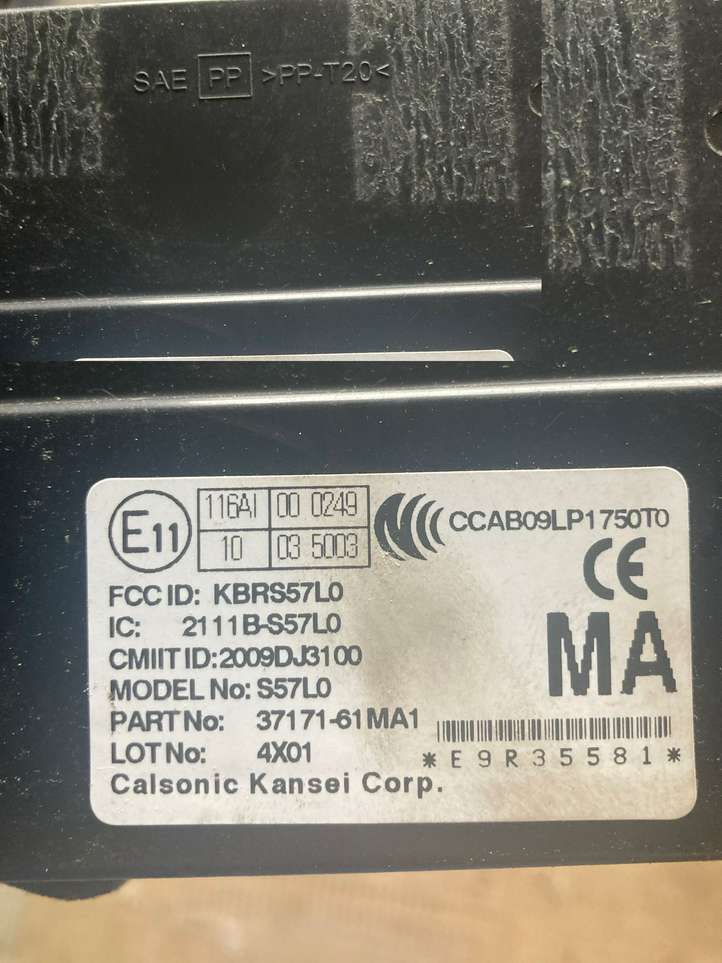 SAE PP >PP-T20<
E11 116AI 00 0249
10 03 5003
CCAB09LP1750T0
CE
FCC ID: KBRS57L0
IC: 2111B-S57L0
CMIIT ID:2009DJ3100
MODEL No: S57L0
MA
PART No: 37171-61MA1
LOT No: 4X01
*E9R35581*
Calsonic Kansei Corp.